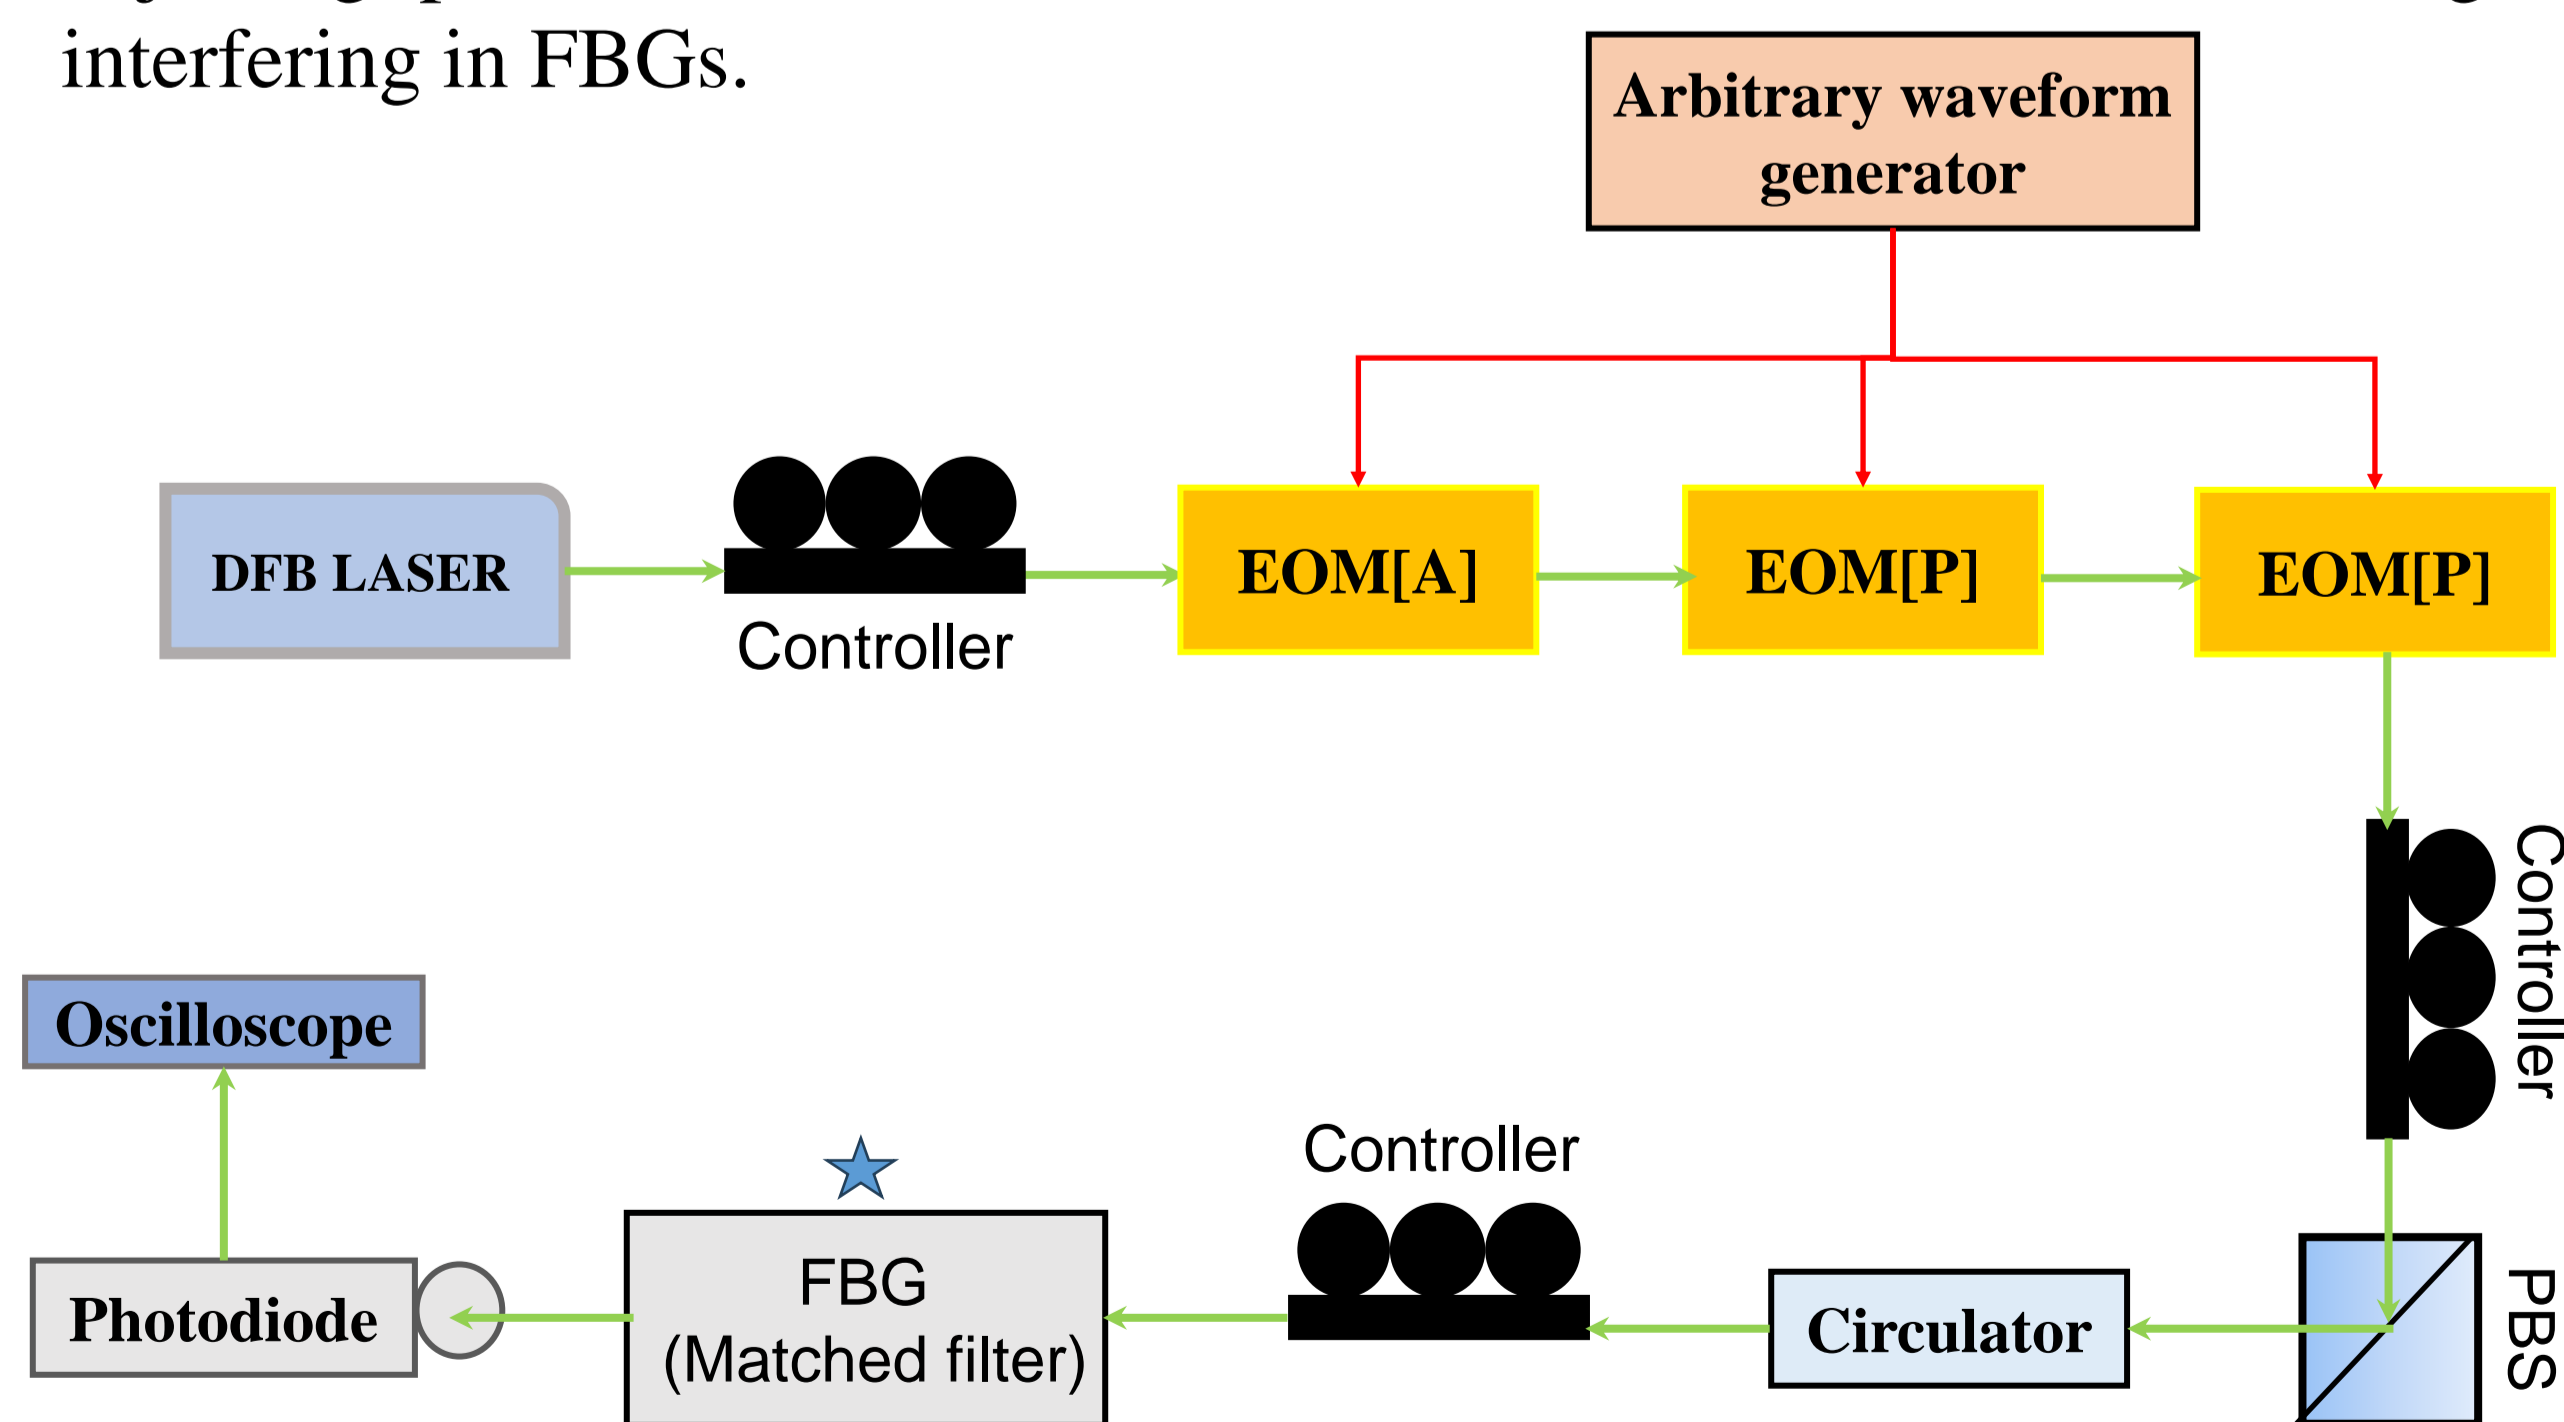 interfering in FBGs.
Arbitrary waveform
generator
DFB LASER
Controller
EOM[A]
EOM[P]
EOM[P]
Controller
Oscilloscope
Controller
Photodiode
FBG
(Matched filter)
Circulator
PBS